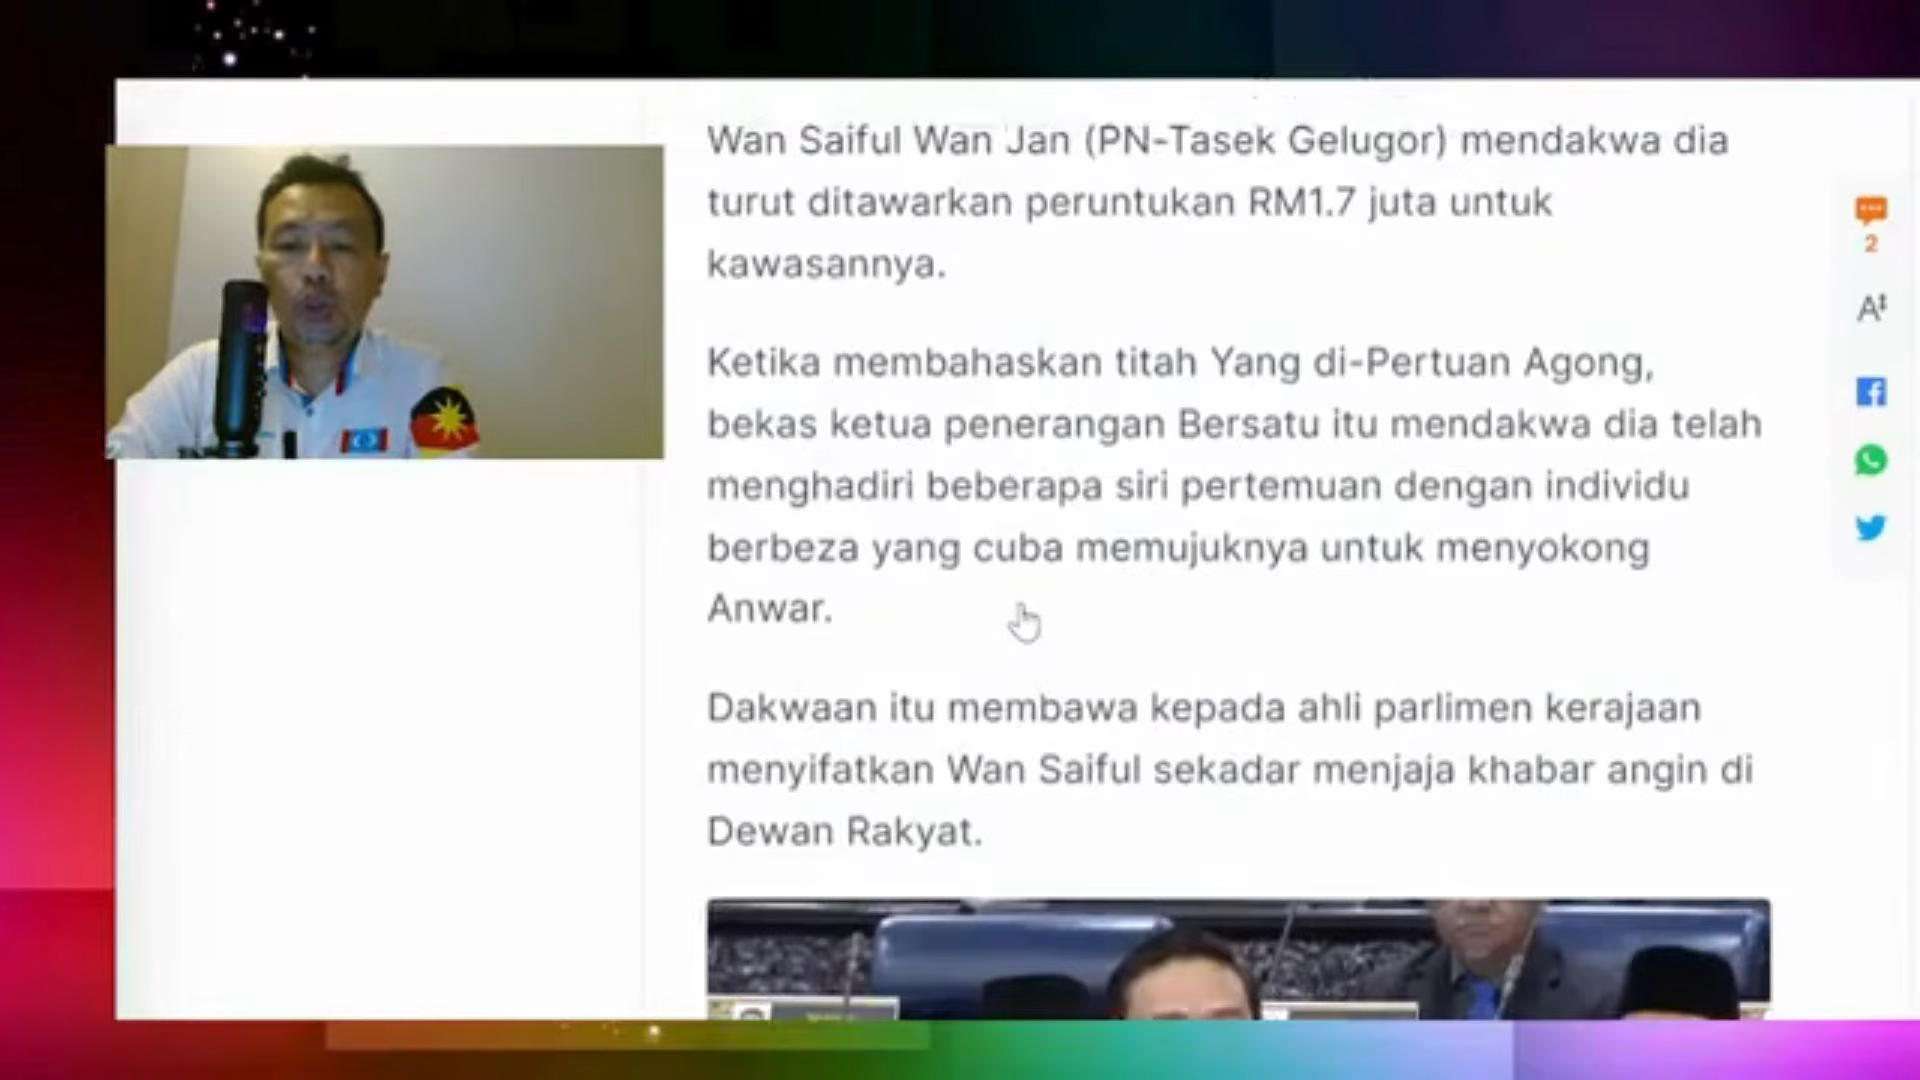 Wan Saiful Wan Jan (PN-Tasek Gelugor) mendakwa dia
turut ditawarkan peruntukan RM1.7 juta untuk
kawasannya.
Ketika membahaskan titah Yang di-Pertuan Agong,
bekas ketua penerangan Bersatu itu mendakwa dia telah
menghadiri beberapa siri pertemuan dengan individu
berbeza yang cuba memujuknya untuk menyokong
Anwar.
Dakwaan itu membawa kepada ahli parlimen kerajaan
menyifatkan Wan Saiful sekadar menjaja khabar angin di
Dewan Rakyat.
2
A